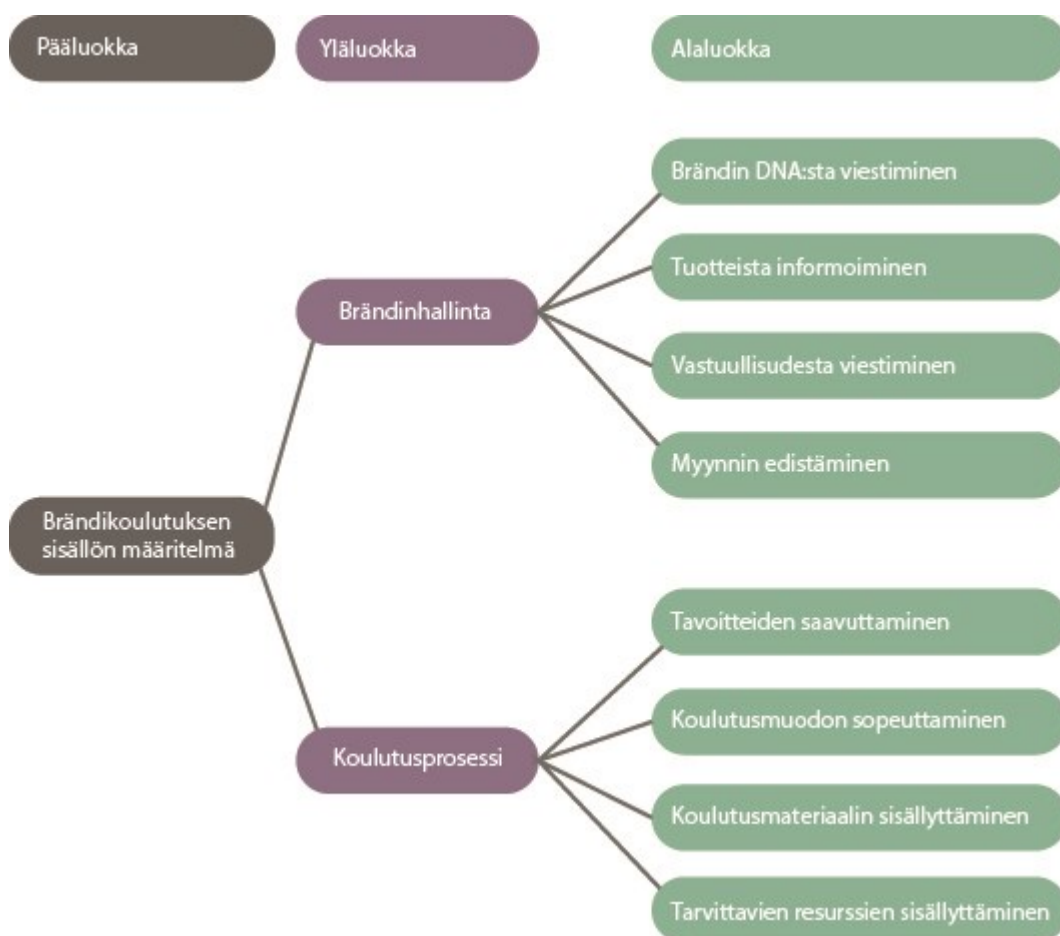 Pääluokka
Yläluokka
Alaluokka
Brändin DNA:sta viestiminen
Tuotteista informoiminen
Brändinhallinta
Vastuullisudesta viestiminen
Myynnin edistäminen
Brändikoulutuksen
sisällön määritelmä
Tavoitteiden saavuttaminen
Koulutusmuodon sopeuttaminen
Koulutusprosessi
Koulutusmateriaalin sisällyttäminen
Tarvittavien resurssien sisällyttäminen